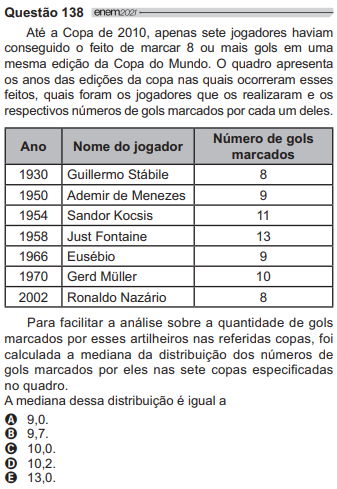 Questão 138 enem2021
Até a Copa de 2010, apenas sete jogadores haviam
conseguido o feito de marcar 8 ou mais gols em uma
mesma edição da Copa do Mundo. O quadro apresenta
os anos das edições da copa nas quais ocorreram esses
feitos, quais foram os jogadores que os realizaram e os
respectivos números de gols marcados por cada um deles.
Ano Nome do jogador Número de gols
marcados
1930 Guillermo Stábile 8
1950 Ademir de Menezes 9
1954 Sandor Kocsis 11
1958 Just Fontaine 13
1966 Eusébio 9
1970 Gerd Müller 10
2002 Ronaldo Nazário 8
Para facilitar a análise sobre a quantidade de gols
marcados por esses artilheiros nas referidas copas, foi
calculada a mediana da distribuição dos números de
gols marcados por eles nas sete copas especificadas
no quadro.
A mediana dessa distribuição é igual a
A 9,0.
B 9,7.
C 10,0.
D 10,2.
E 13,0.